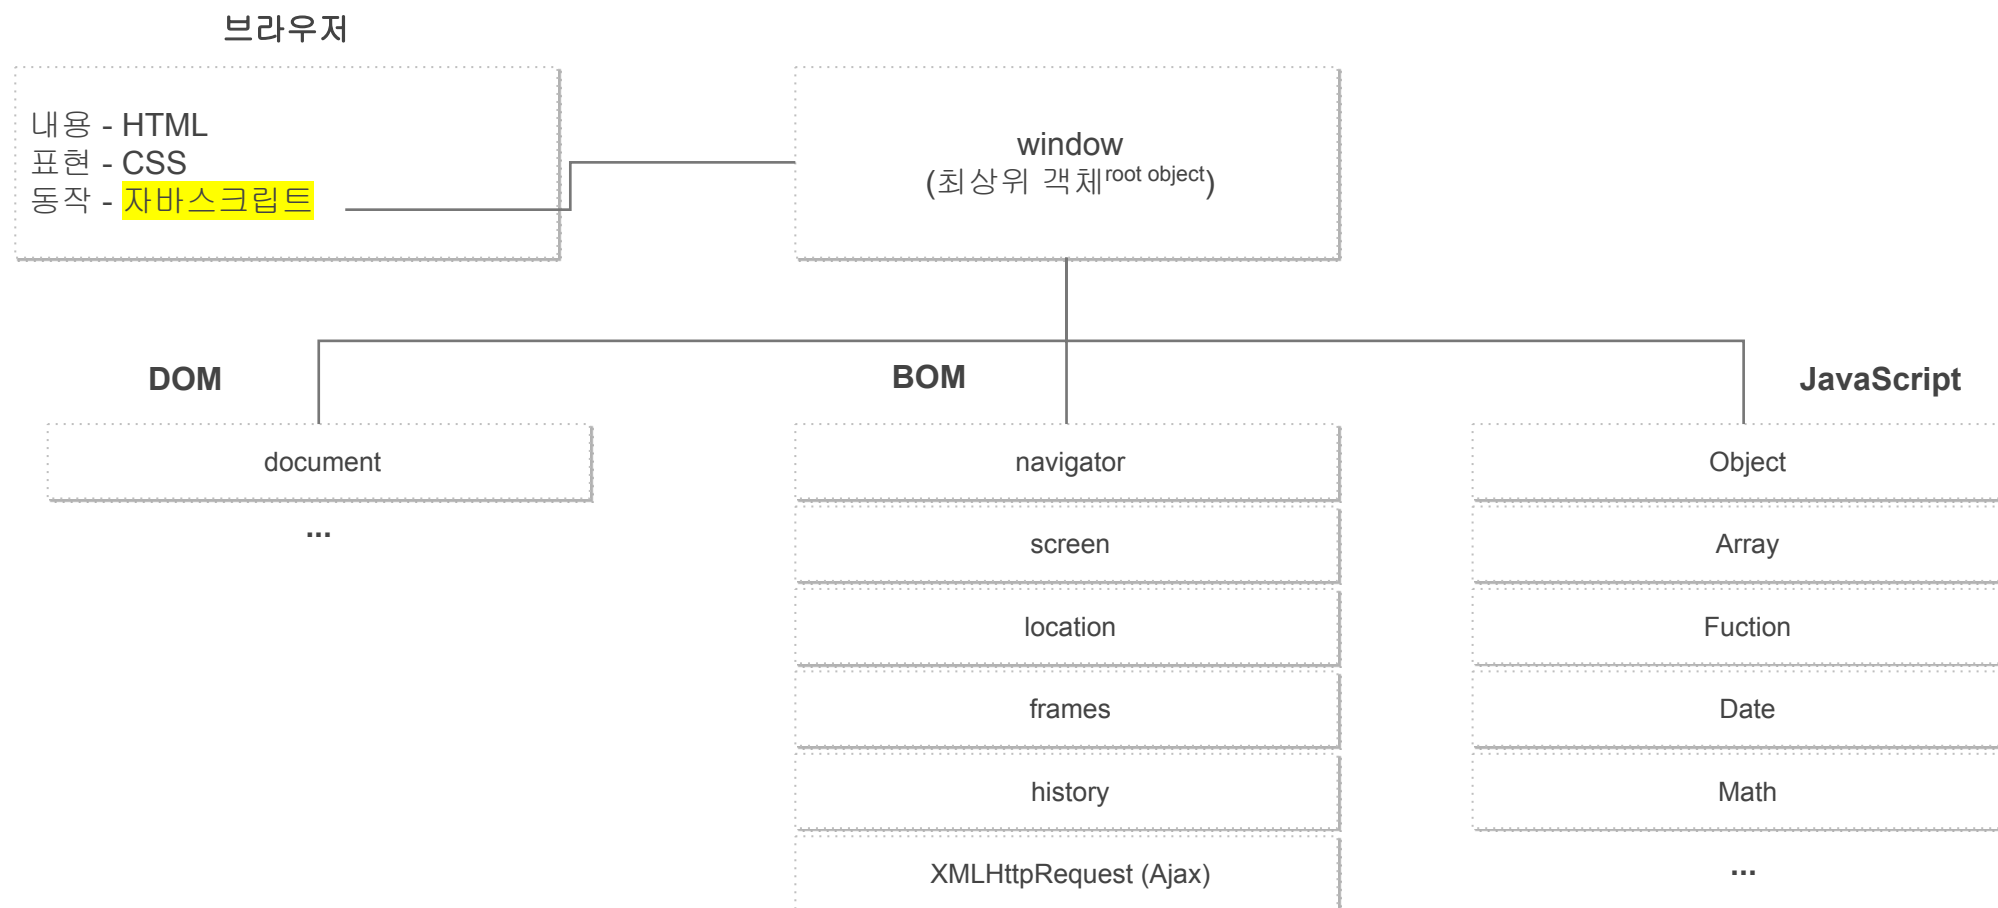 브라우저
내용 - HTML
표현 - CSS
동작 - 자바스크립트
window
(최상위 객체root object)
DOM
BOM
JavaScript
document
...
navigator
screen
location
frames
history
XMLHttpRequest (Ajax)
Object
Array
Fuction
Date
Math
...